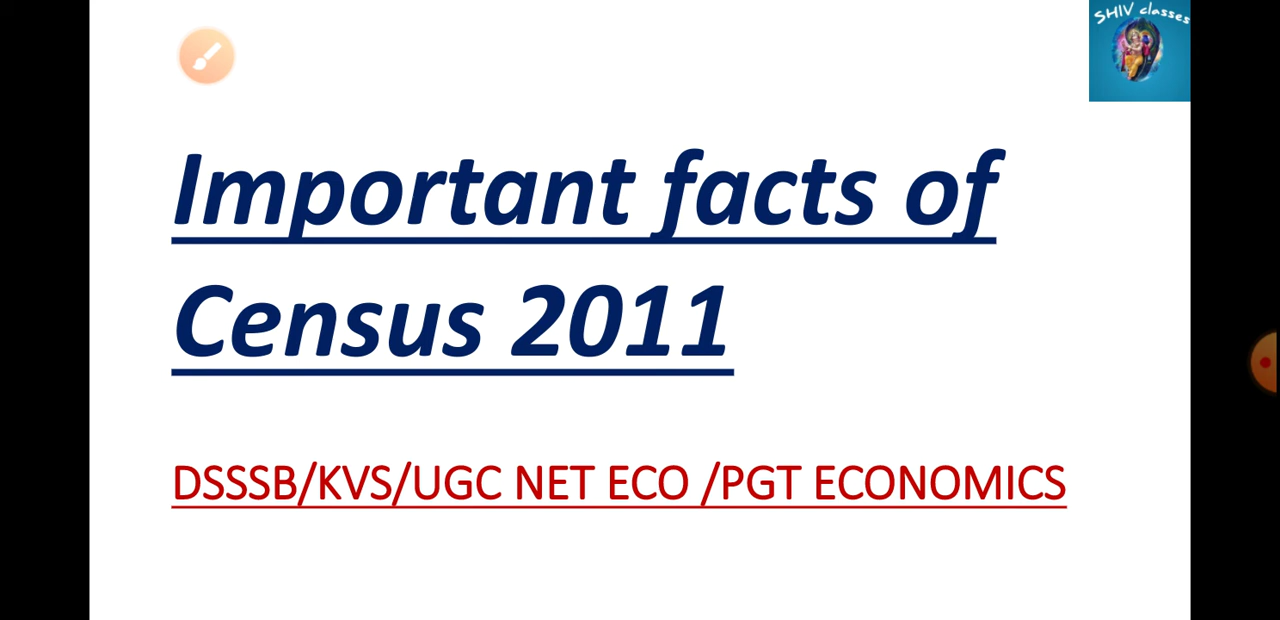 SHIV classes
Important facts of
Census 2011
DSSSB/KVS/UGC NET ECO /PGT ECONOMICS